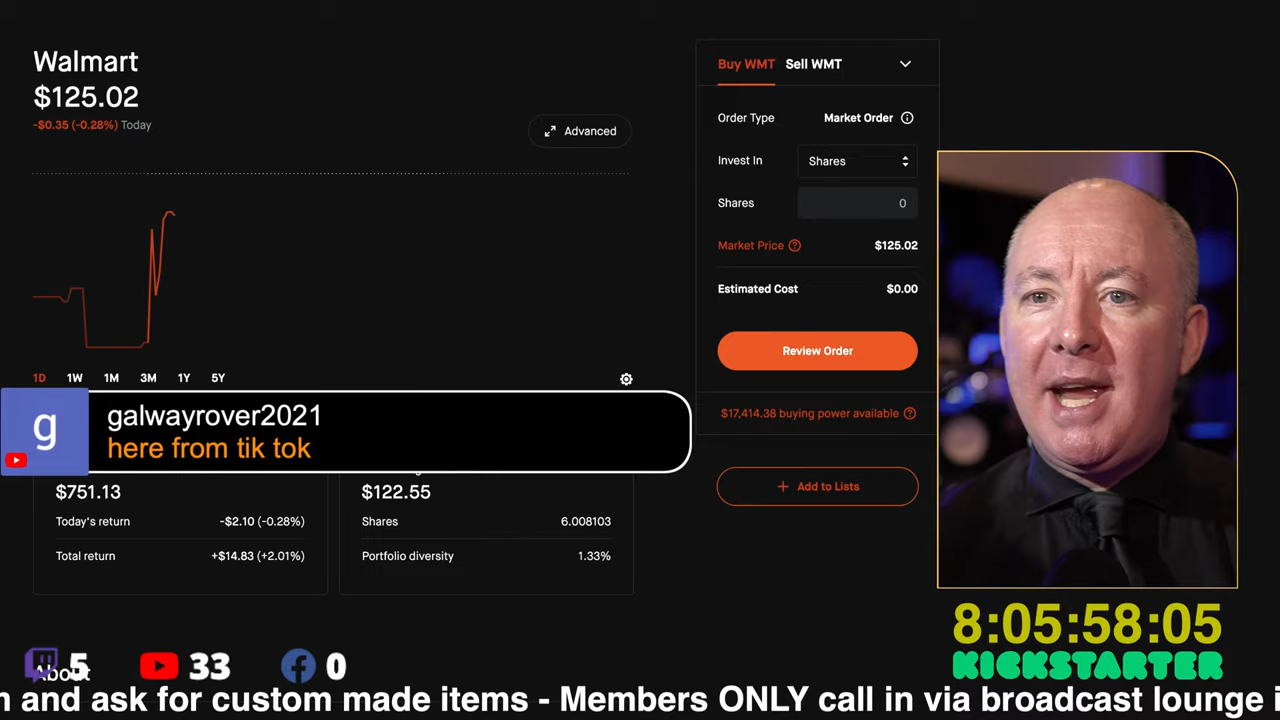 Walmart
$125.02
-$0.35 (-0.28%) Today
Advanced
1D 1W 1M 3M 1Y 5Y
Buy WMT Sell WMT
Order Type Market Order
Invest In Shares
Shares 0
Market Price $125.02
Estimated Cost $0.00
Review Order
$17,414.38 buying power available
+ Add to Lists
g
galwayrover2021
here from tik tok
$751.13
Today's return -$2.10 (-0.28%)
Total return +$14.83 (+2.01%)
$122.55
Shares 6.008103
Portfolio diversity 1.33%
8:05:58:05
KICKSTARTER
About
5 33 0
m and ask for custom made items - Members ONLY call in via broadcast lounge i